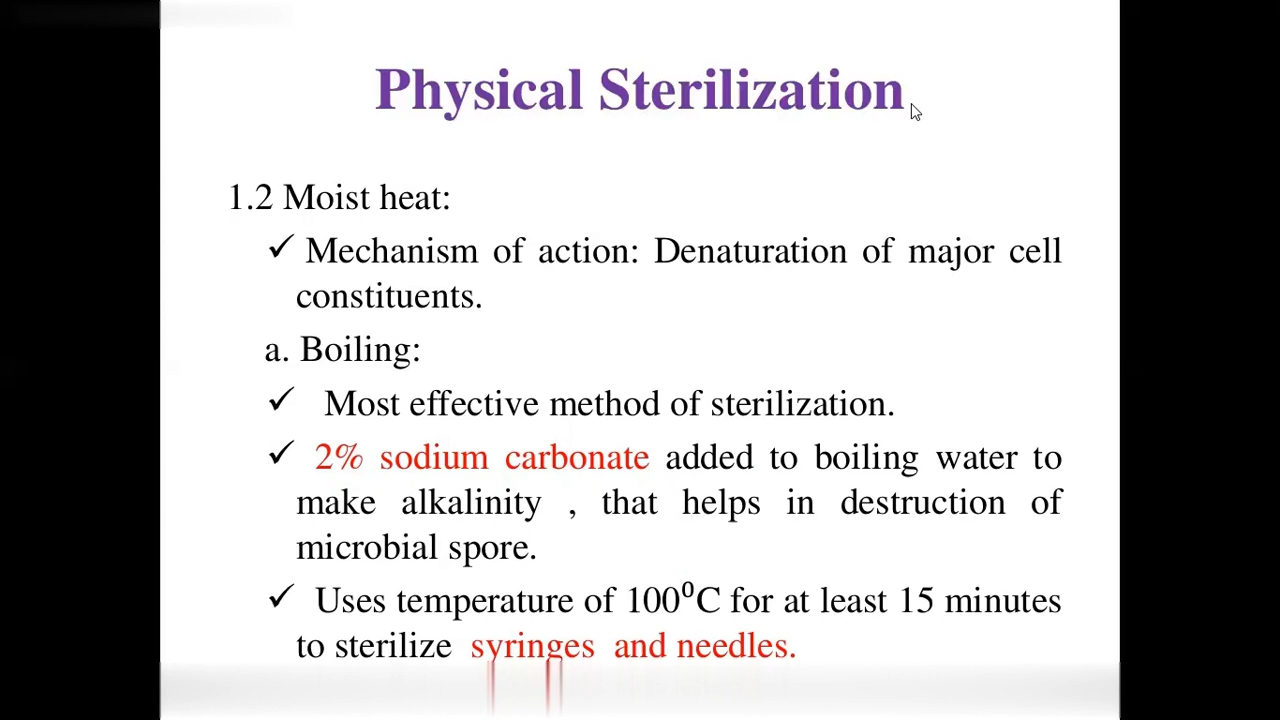 Physical Sterilization
1.2 Moist heat:
✓ Mechanism of action: Denaturation of major cell
constituents.
a. Boiling:
✓ Most effective method of sterilization.
✓ 2% sodium carbonate added to boiling water to
make alkalinity , that helps in destruction of
microbial spore.
✓ Uses temperature of 100⁰C for at least 15 minutes
to sterilize syringes and needles.